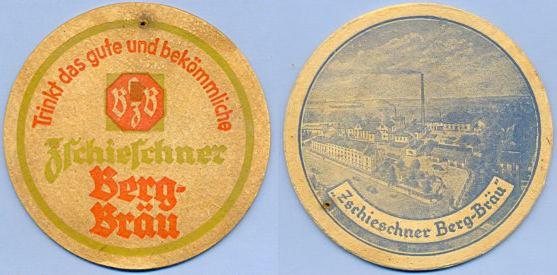 Trinkt das gute und bekömmliche
BZB
Zschieschner
Berg-
Bräu
"Zschieschner Berg-Bräu"